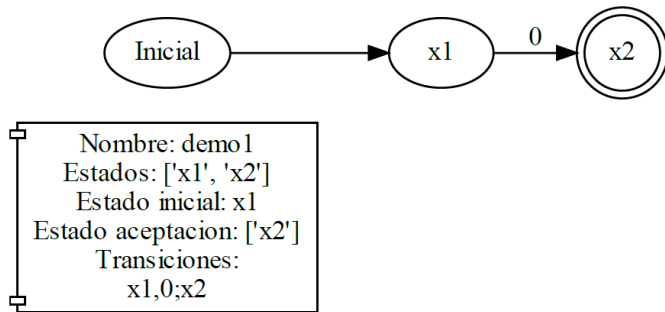 Inicial
x1
0
x2
Nombre: demo1
Estados: ['x1', 'x2']
Estado inicial: x1
Estado aceptacion: ['x2']
Transiciones:
x1,0;x2